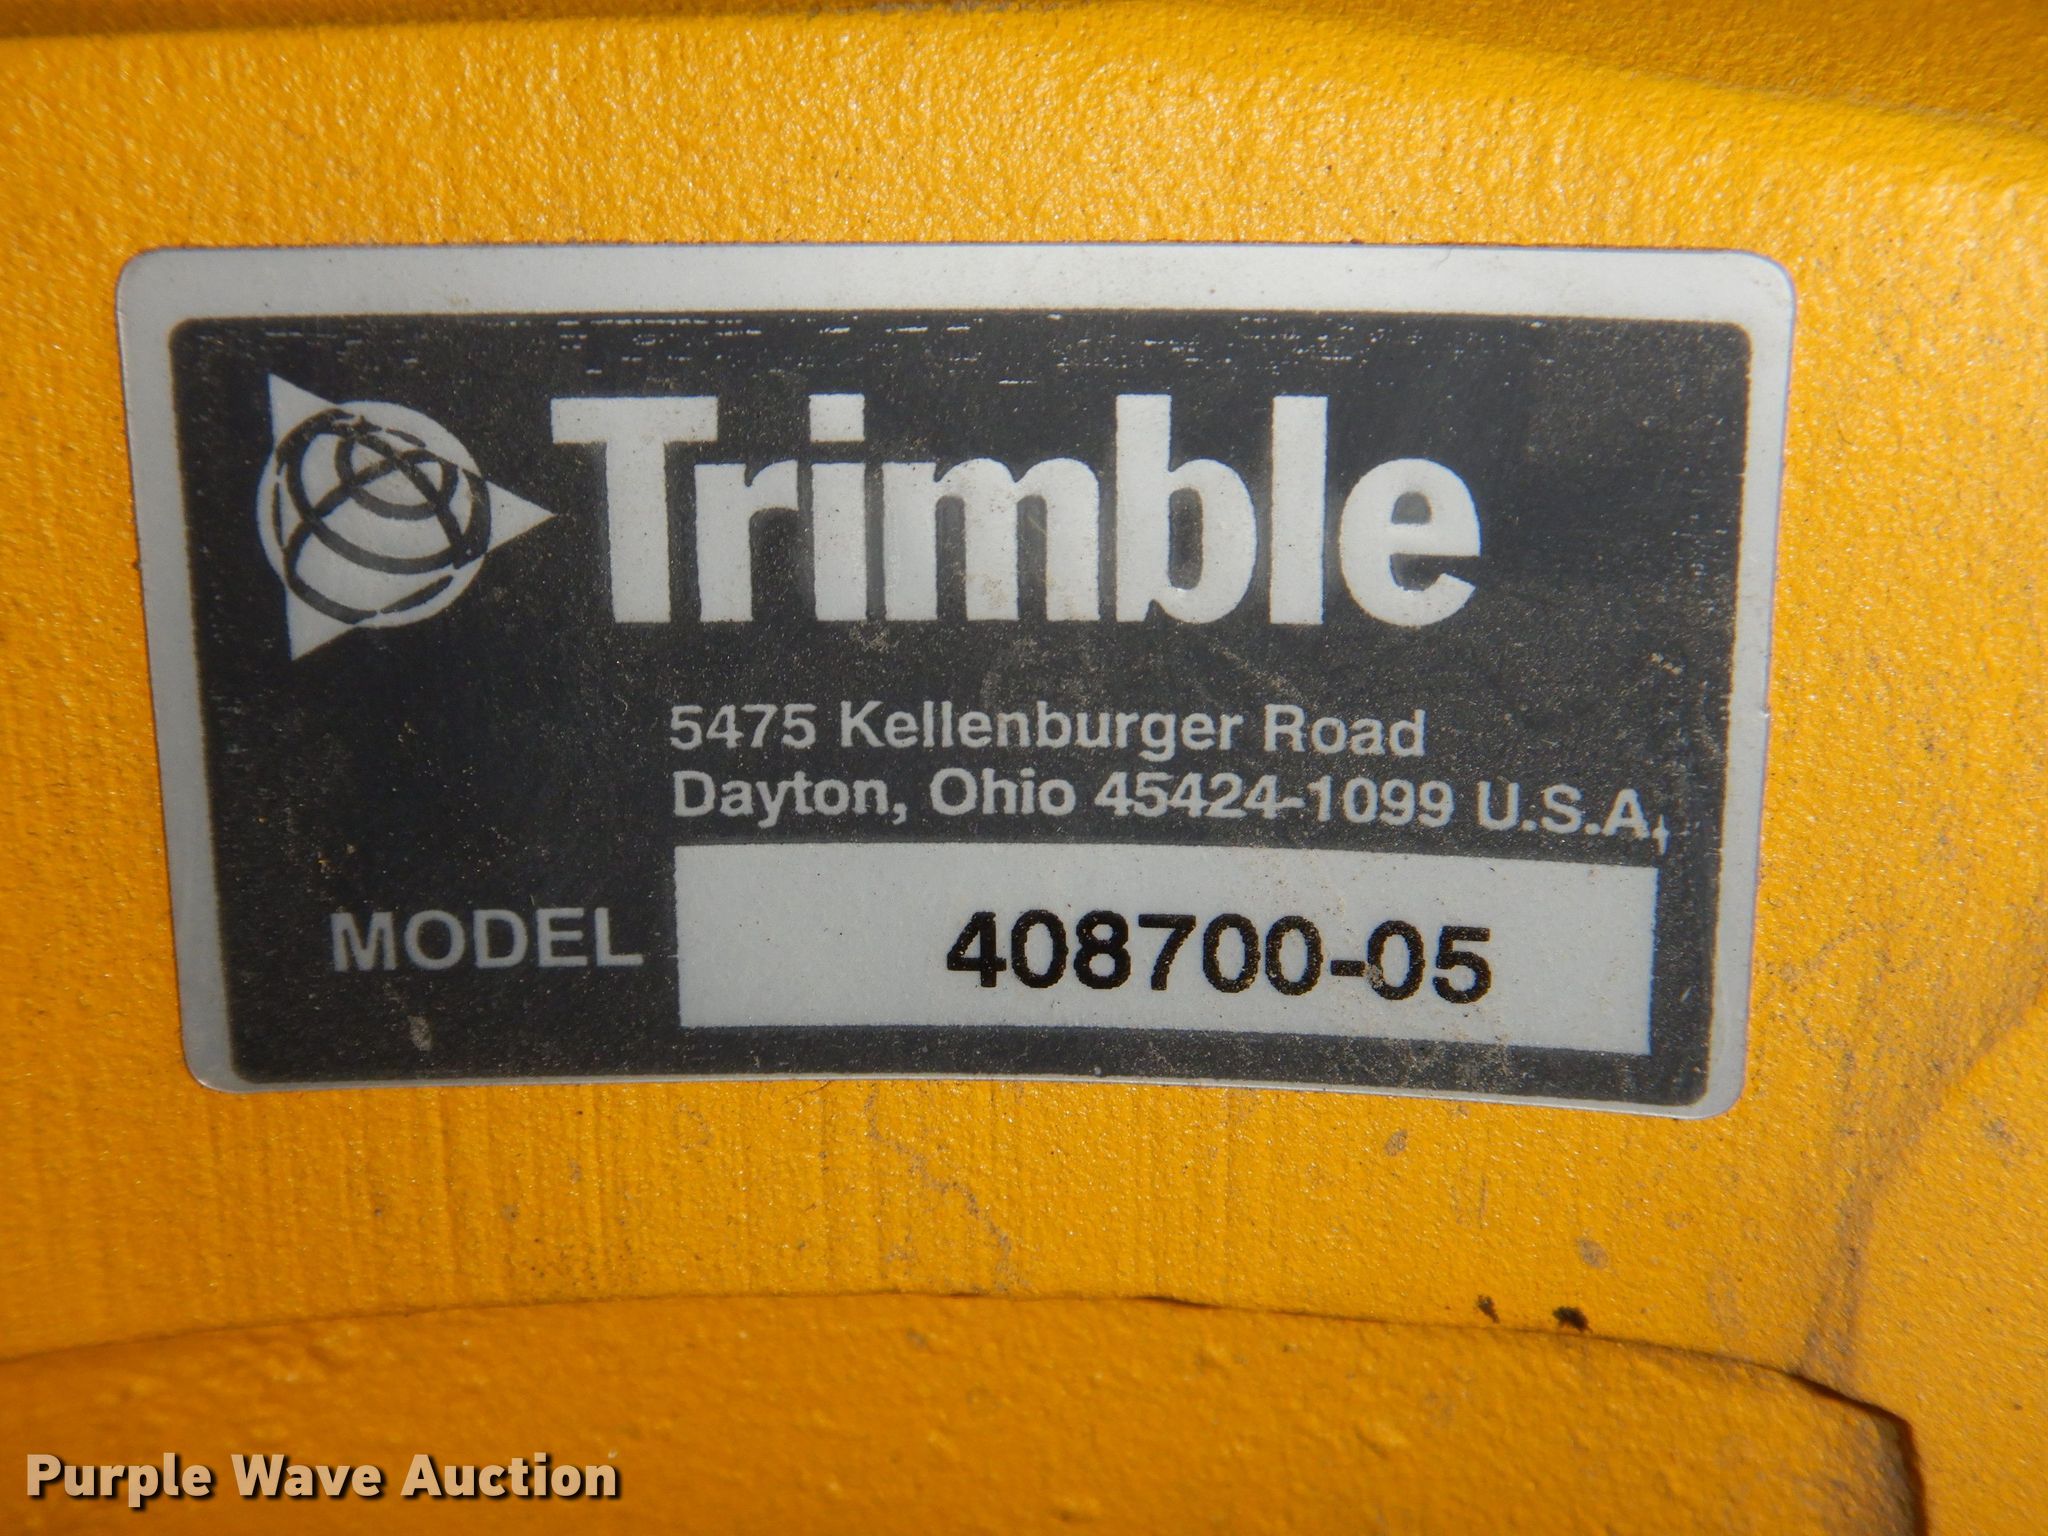 Trimble
5475 Kellenburger Road
Dayton, Ohio 45424-1099 U.S.A.
MODEL 408700-05
Purple Wave Auction